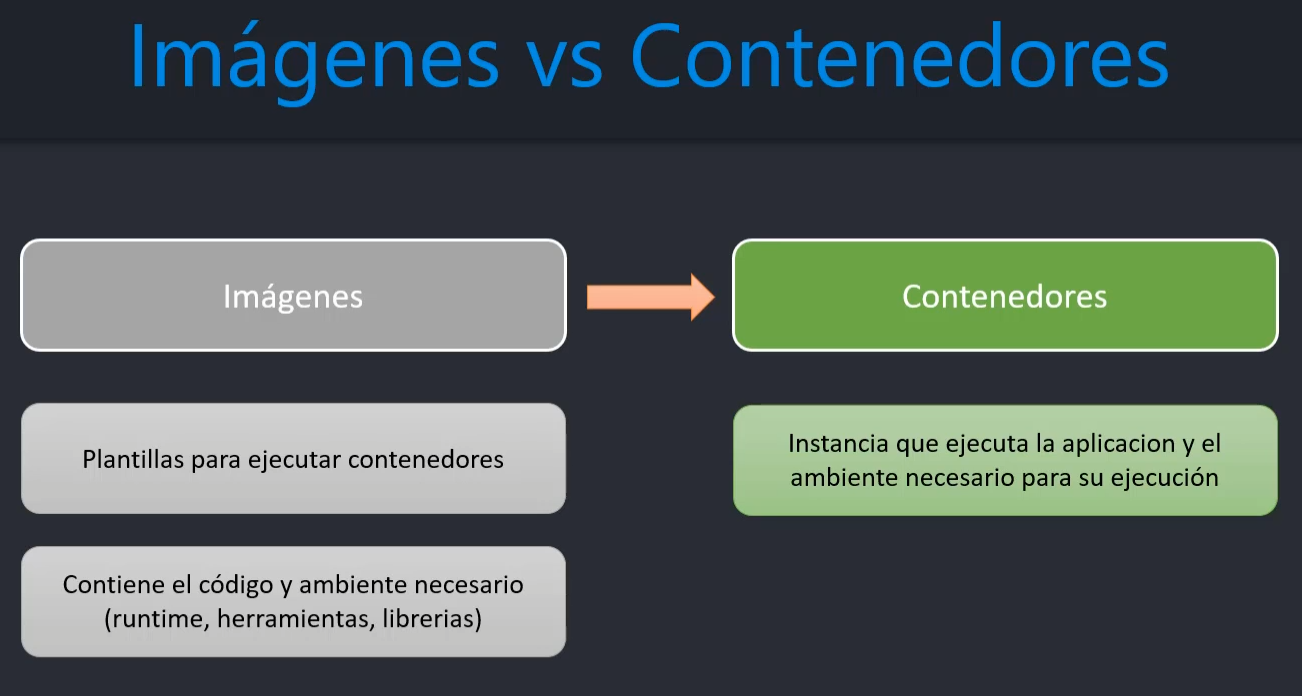 Imágenes vs Contenedores
Imágenes
Contenedores
Plantillas para ejecutar contenedores
Instancia que ejecuta la aplicacion y el
ambiente necesario para su ejecución
Contiene el código y ambiente necesario
(runtime, herramientas, librerias)